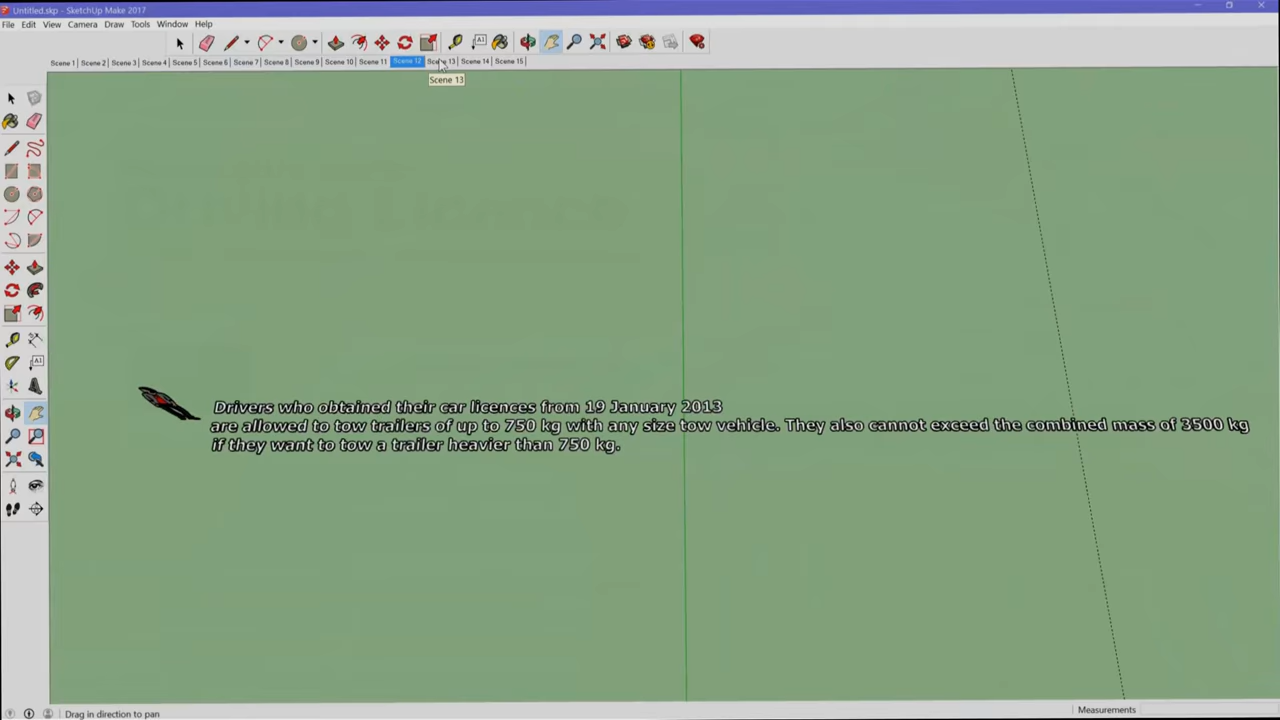 Untitled.skp - SketchUp Make 2017
File Edit View Camera Draw Tools Window Help
Scene 1 Scene 2 Scene 3 Scene 4 Scene 5 Scene 6 Scene 7 Scene 8 Scene 9 Scene 10 Scene 11 Scene 12 Scene 13 Scene 14 Scene 15
Scene 13
Drivers who obtained their car licences from 19 January 2013
are allowed to tow trailers of up to 750 kg with any size tow vehicle. They also cannot exceed the combined mass of 3500 kg
if they want to tow a trailer heavier than 750 kg.
Drag in direction to pan
Measurements